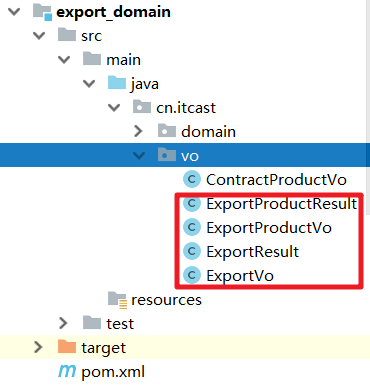 export_domain
src
main
java
cn.itcast
domain
vo
ContractProductVo
ExportProductResult
ExportProductVo
ExportResult
ExportVo
resources
test
target
pom.xml